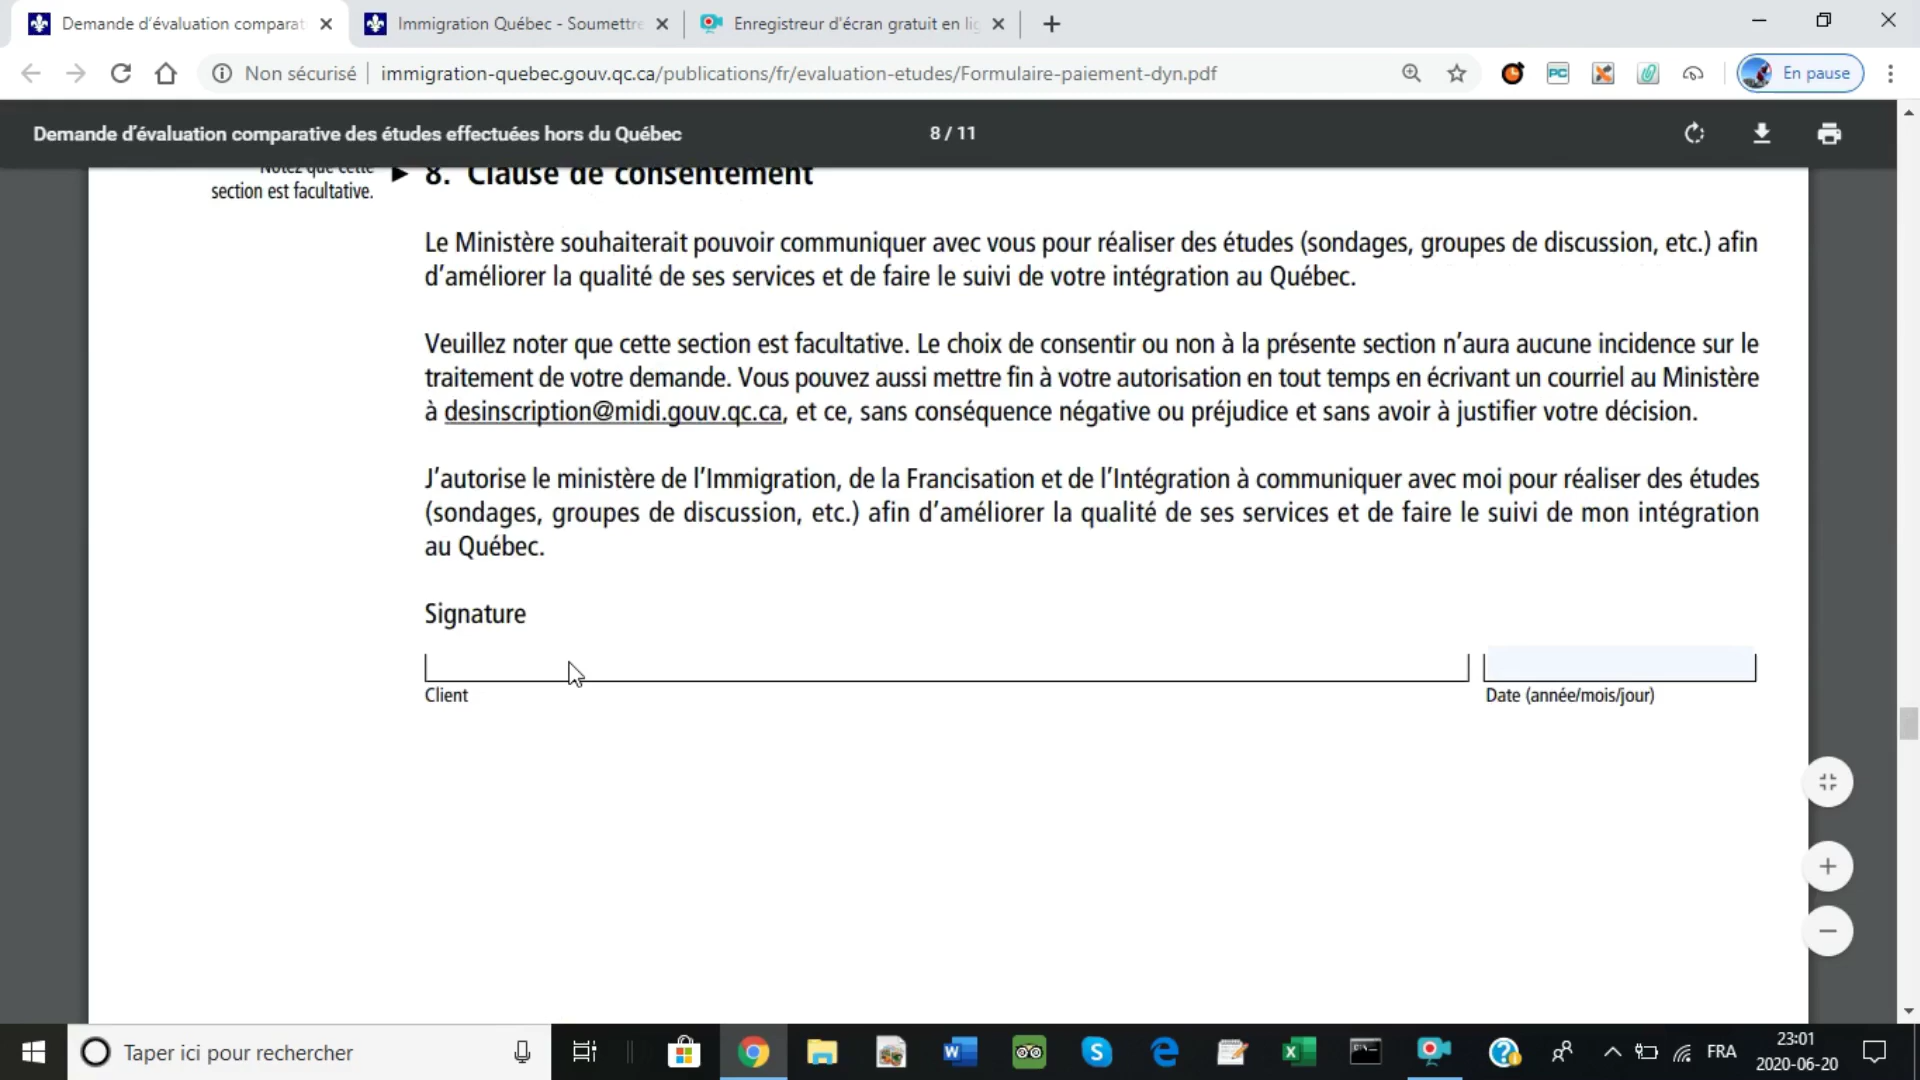 Demande d'évaluation comparat
Immigration Québec - Soumettre
Enregistreur d'écran gratuit en lig
Non sécurisé
immigration-quebec.gouv.qc.ca/publications/fr/evaluation-etudes/Formulaire-paiement-dyn.pdf
PC
En pause
Demande d'évaluation comparative des études effectuées hors du Québec
8 / 11
Notez que cette
section est facultative.
► 8. Clause de consentement
Le Ministère souhaiterait pouvoir communiquer avec vous pour réaliser des études (sondages, groupes de discussion, etc.) afin
d'améliorer la qualité de ses services et de faire le suivi de votre intégration au Québec.
Veuillez noter que cette section est facultative. Le choix de consentir ou non à la présente section n'aura aucune incidence sur le
traitement de votre demande. Vous pouvez aussi mettre fin à votre autorisation en tout temps en écrivant un courriel au Ministère
à desinscription@midi.gouv.qc.ca, et ce, sans conséquence négative ou préjudice et sans avoir à justifier votre décision.
J'autorise le ministère de l'Immigration, de la Francisation et de l'Intégration à communiquer avec moi pour réaliser des études
(sondages, groupes de discussion, etc.) afin d'améliorer la qualité de ses services et de faire le suivi de mon intégration
au Québec.
Signature
Client
Date (année/mois/jour)
Taper ici pour rechercher
FRA
23:01
2020-06-20